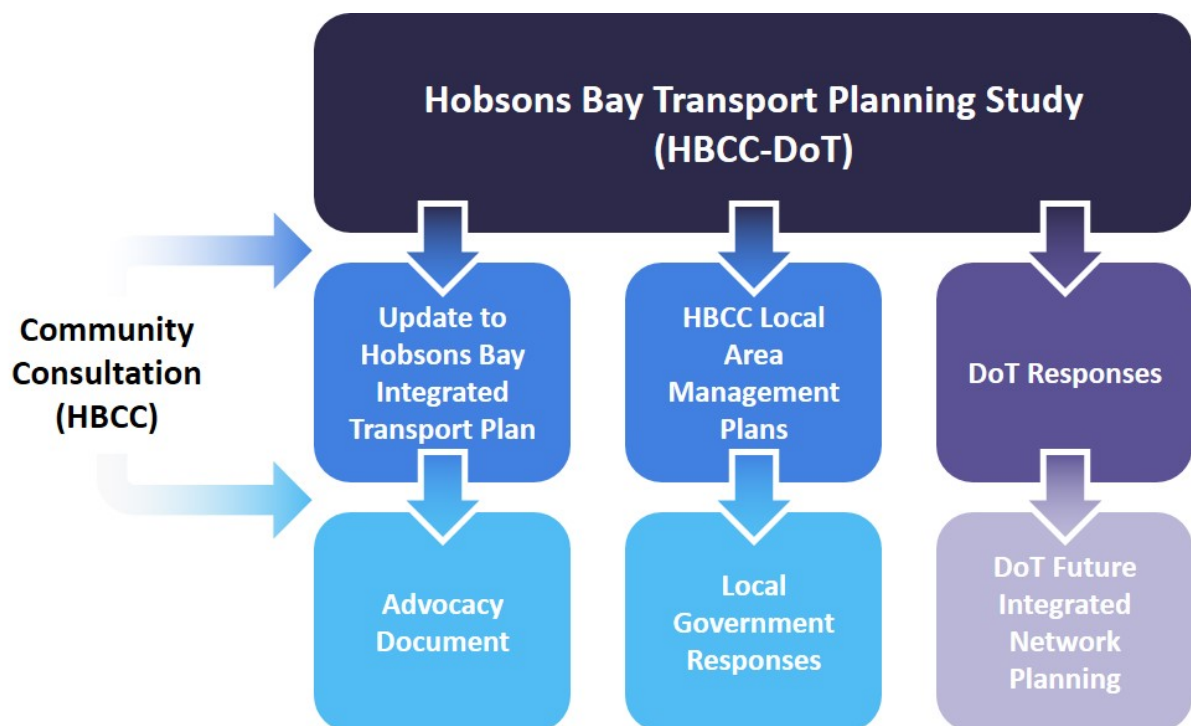 Hobsons Bay Transport Planning Study
(HBCC-DoT)
Community
Consultation
(HBCC)
Update to
Hobsons Bay
Integrated
Transport Plan
HBCC Local
Area
Management
Plans
DoT Responses
Advocacy
Document
Local
Government
Responses
DoT Future
Integrated
Network
Planning